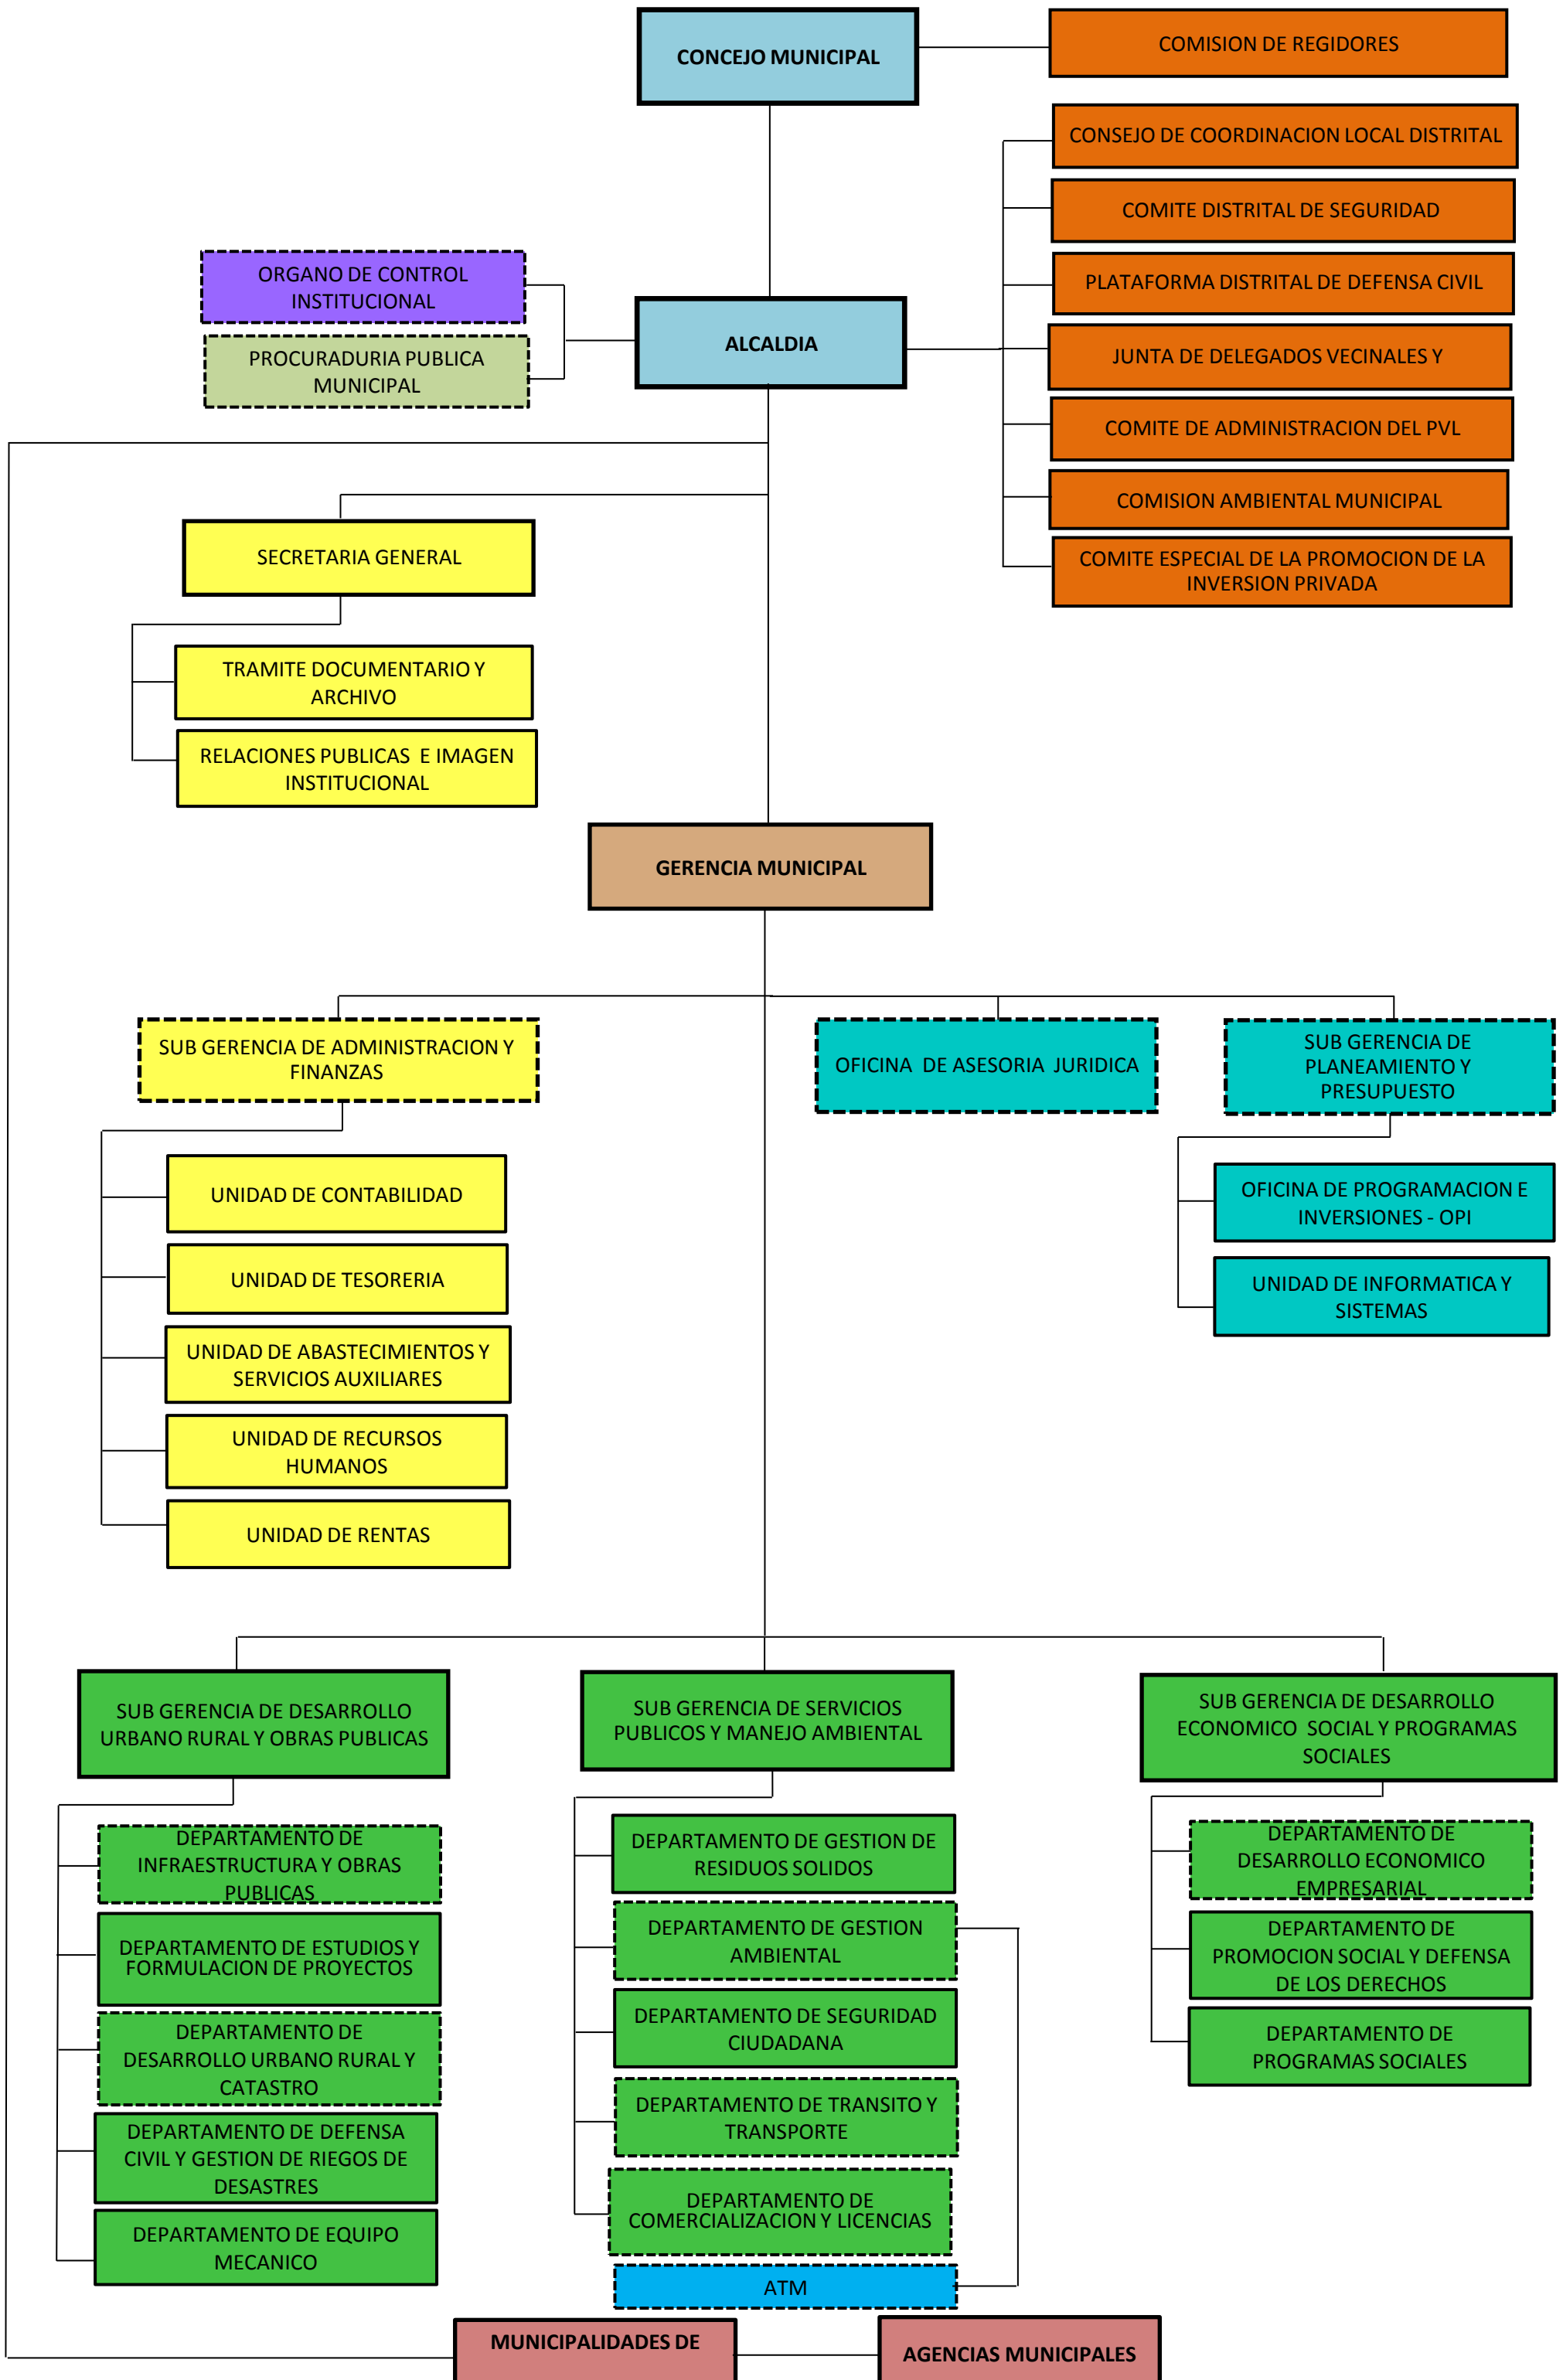 CONCEJO MUNICIPAL
COMISION DE REGIDORES
CONSEJO DE COORDINACION LOCAL DISTRITAL
COMITE DISTRITAL DE SEGURIDAD
PLATAFORMA DISTRITAL DE DEFENSA CIVIL
JUNTA DE DELEGADOS VECINALES Y
COMITE DE ADMINISTRACION DEL PVL
COMISION AMBIENTAL MUNICIPAL
COMITE ESPECIAL DE LA PROMOCION DE LA
INVERSION PRIVADA
ORGANO DE CONTROL
INSTITUCIONAL
PROCURADURIA PUBLICA
MUNICIPAL
ALCALDIA
SECRETARIA GENERAL
TRAMITE DOCUMENTARIO Y
ARCHIVO
RELACIONES PUBLICAS E IMAGEN
INSTITUCIONAL
GERENCIA MUNICIPAL
SUB GERENCIA DE ADMINISTRACION Y
FINANZAS
OFICINA DE ASESORIA JURIDICA
SUB GERENCIA DE
PLANEAMIENTO Y
PRESUPUESTO
UNIDAD DE CONTABILIDAD
UNIDAD DE TESORERIA
UNIDAD DE ABASTECIMIENTOS Y
SERVICIOS AUXILIARES
UNIDAD DE RECURSOS
HUMANOS
UNIDAD DE RENTAS
OFICINA DE PROGRAMACION E
INVERSIONES - OPI
UNIDAD DE INFORMATICA Y
SISTEMAS
SUB GERENCIA DE DESARROLLO
URBANO RURAL Y OBRAS PUBLICAS
DEPARTAMENTO DE
INFRAESTRUCTURA Y OBRAS
PUBLICAS
DEPARTAMENTO DE ESTUDIOS Y
FORMULACION DE PROYECTOS
DEPARTAMENTO DE
DESARROLLO URBANO RURAL Y
CATASTRO
DEPARTAMENTO DE DEFENSA
CIVIL Y GESTION DE RIEGOS DE
DESASTRES
DEPARTAMENTO DE EQUIPO
MECANICO
SUB GERENCIA DE SERVICIOS
PUBLICOS Y MANEJO AMBIENTAL
DEPARTAMENTO DE GESTION DE
RESIDUOS SOLIDOS
DEPARTAMENTO DE GESTION
AMBIENTAL
DEPARTAMENTO DE SEGURIDAD
CIUDADANA
DEPARTAMENTO DE TRANSITO Y
TRANSPORTE
DEPARTAMENTO DE
COMERCIALIZACION Y LICENCIAS
ATM
SUB GERENCIA DE DESARROLLO
ECONOMICO SOCIAL Y PROGRAMAS
SOCIALES
DEPARTAMENTO DE
DESARROLLO ECONOMICO
EMPRESARIAL
DEPARTAMENTO DE
PROMOCION SOCIAL Y DEFENSA
DE LOS DERECHOS
DEPARTAMENTO DE
PROGRAMAS SOCIALES
MUNICIPALIDADES DE
AGENCIAS MUNICIPALES